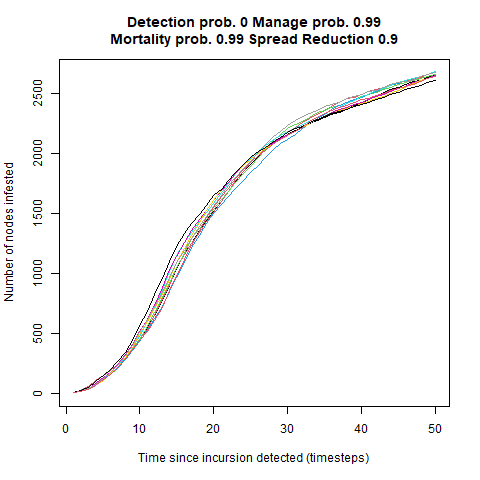 Detection prob. 0 Manage prob. 0.99
Mortality prob. 0.99 Spread Reduction 0.9
Number of nodes infested
2500
2000
1500
1000
500
0
0 10 20 30 40 50
Time since incursion detected (timesteps)